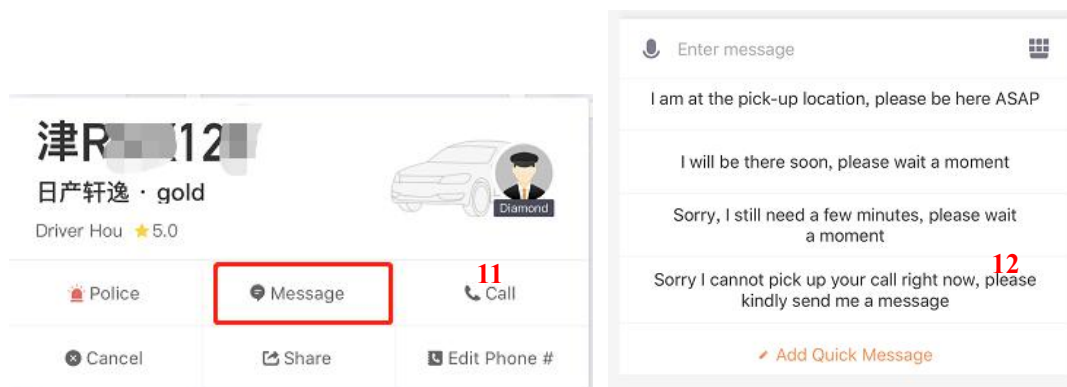 津R K12
日产轩逸 · gold
Driver Hou 5.0
Diamond
Police
Message
11
Call
Cancel
Share
Edit Phone #
Enter message
I am at the pick-up location, please be here ASAP
I will be there soon, please wait a moment
Sorry, I still need a few minutes, please wait
a moment
12
Sorry I cannot pick up your call right now, please
kindly send me a message
Add Quick Message